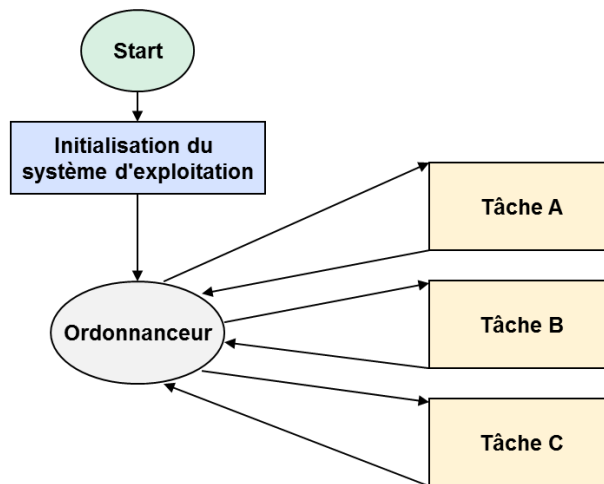 Start
Initialisation du
système d'exploitation
Tâche A
Ordonnanceur
Tâche B
Tâche C